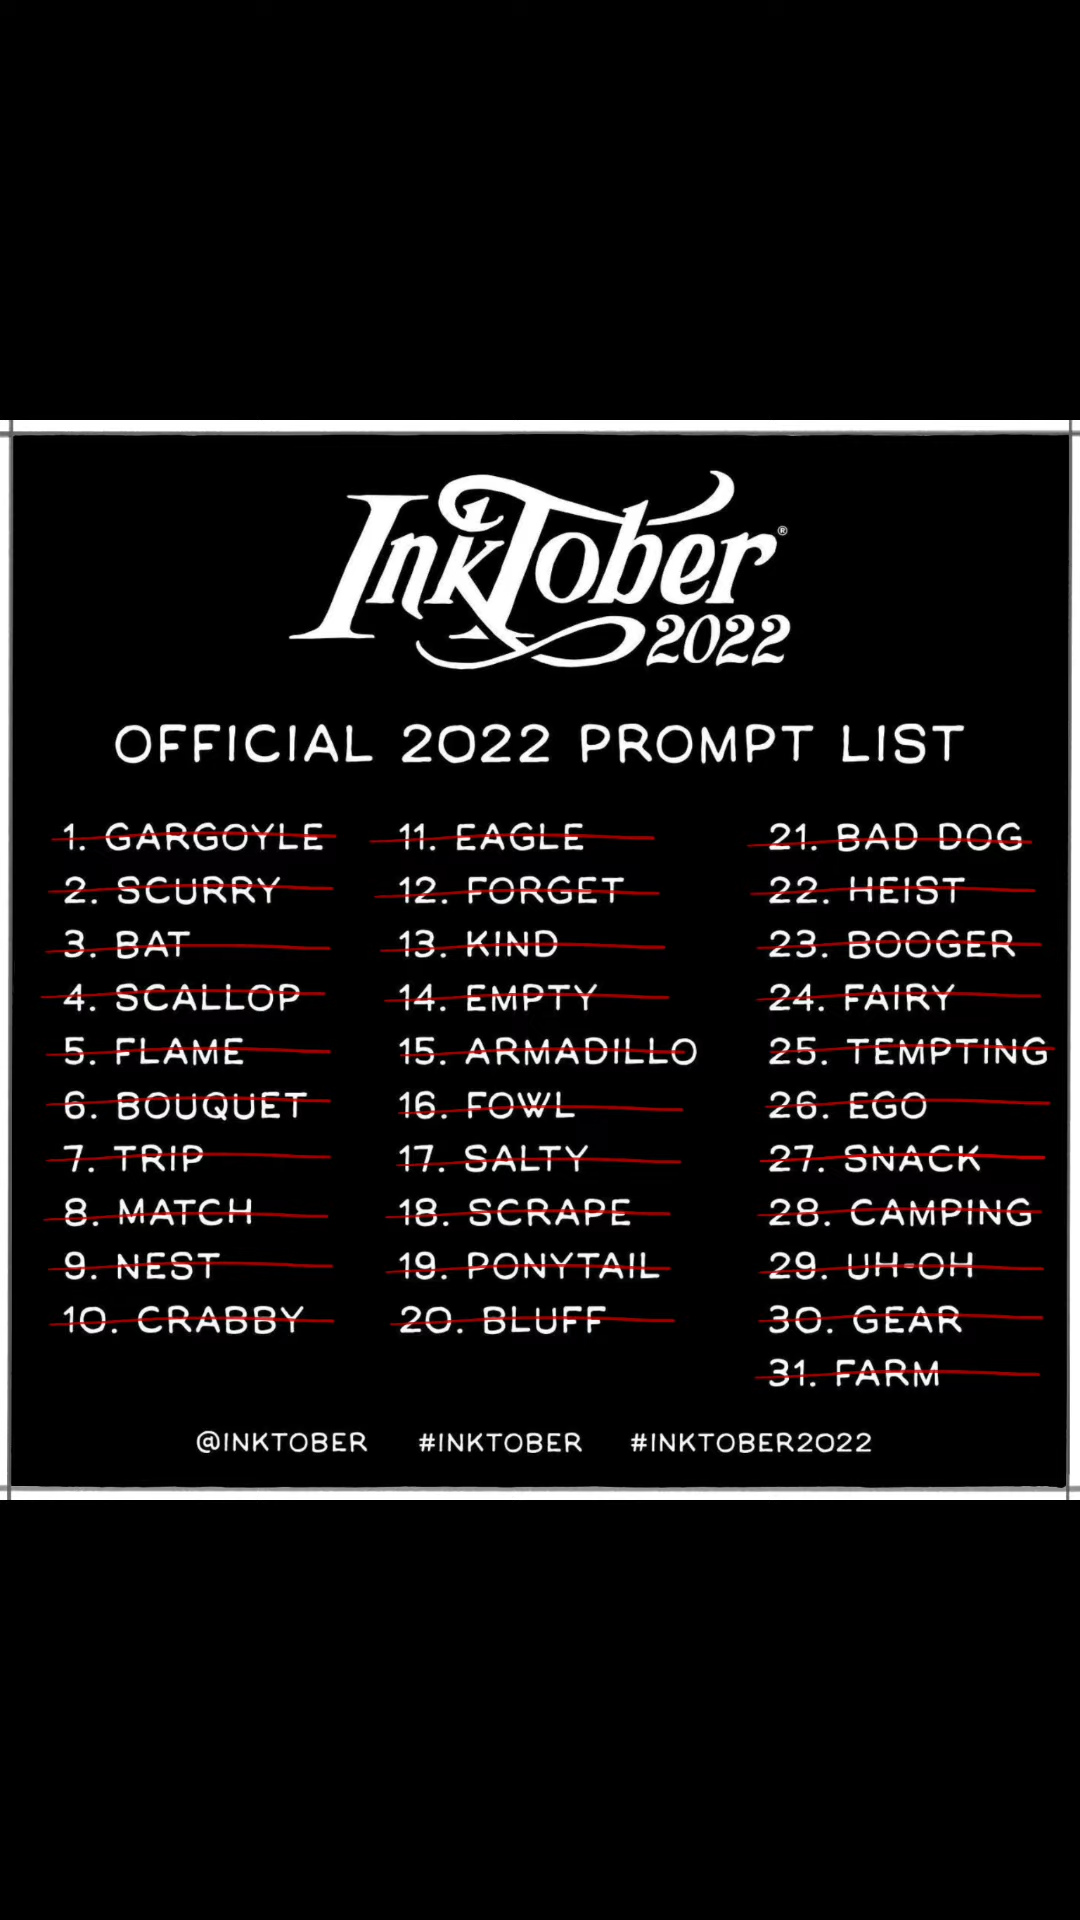 InkTober®
2022
OFFICIAL 2022 PROMPT LIST
1. GARGOYLE
2. SCURRY
3. BAT
4. SCALLOP
5. FLAME
6. BOUQUET
7. TRIP
8. MATCH
9. NEST
10. CRABBY
11. EAGLE
12. FORGET
13. KIND
14. EMPTY
15. ARMADILLO
16. FOWL
17. SALTY
18. SCRAPE
19. PONYTAIL
20. BLUFF
21. BAD DOG
22. HEIST
23. BOOGER
24. FAIRY
25. TEMPTING
26. EGO
27. SNACK
28. CAMPING
29. UH-OH
30. GEAR
31. FARM
@INKTOBER #INKTOBER #INKTOBER2022